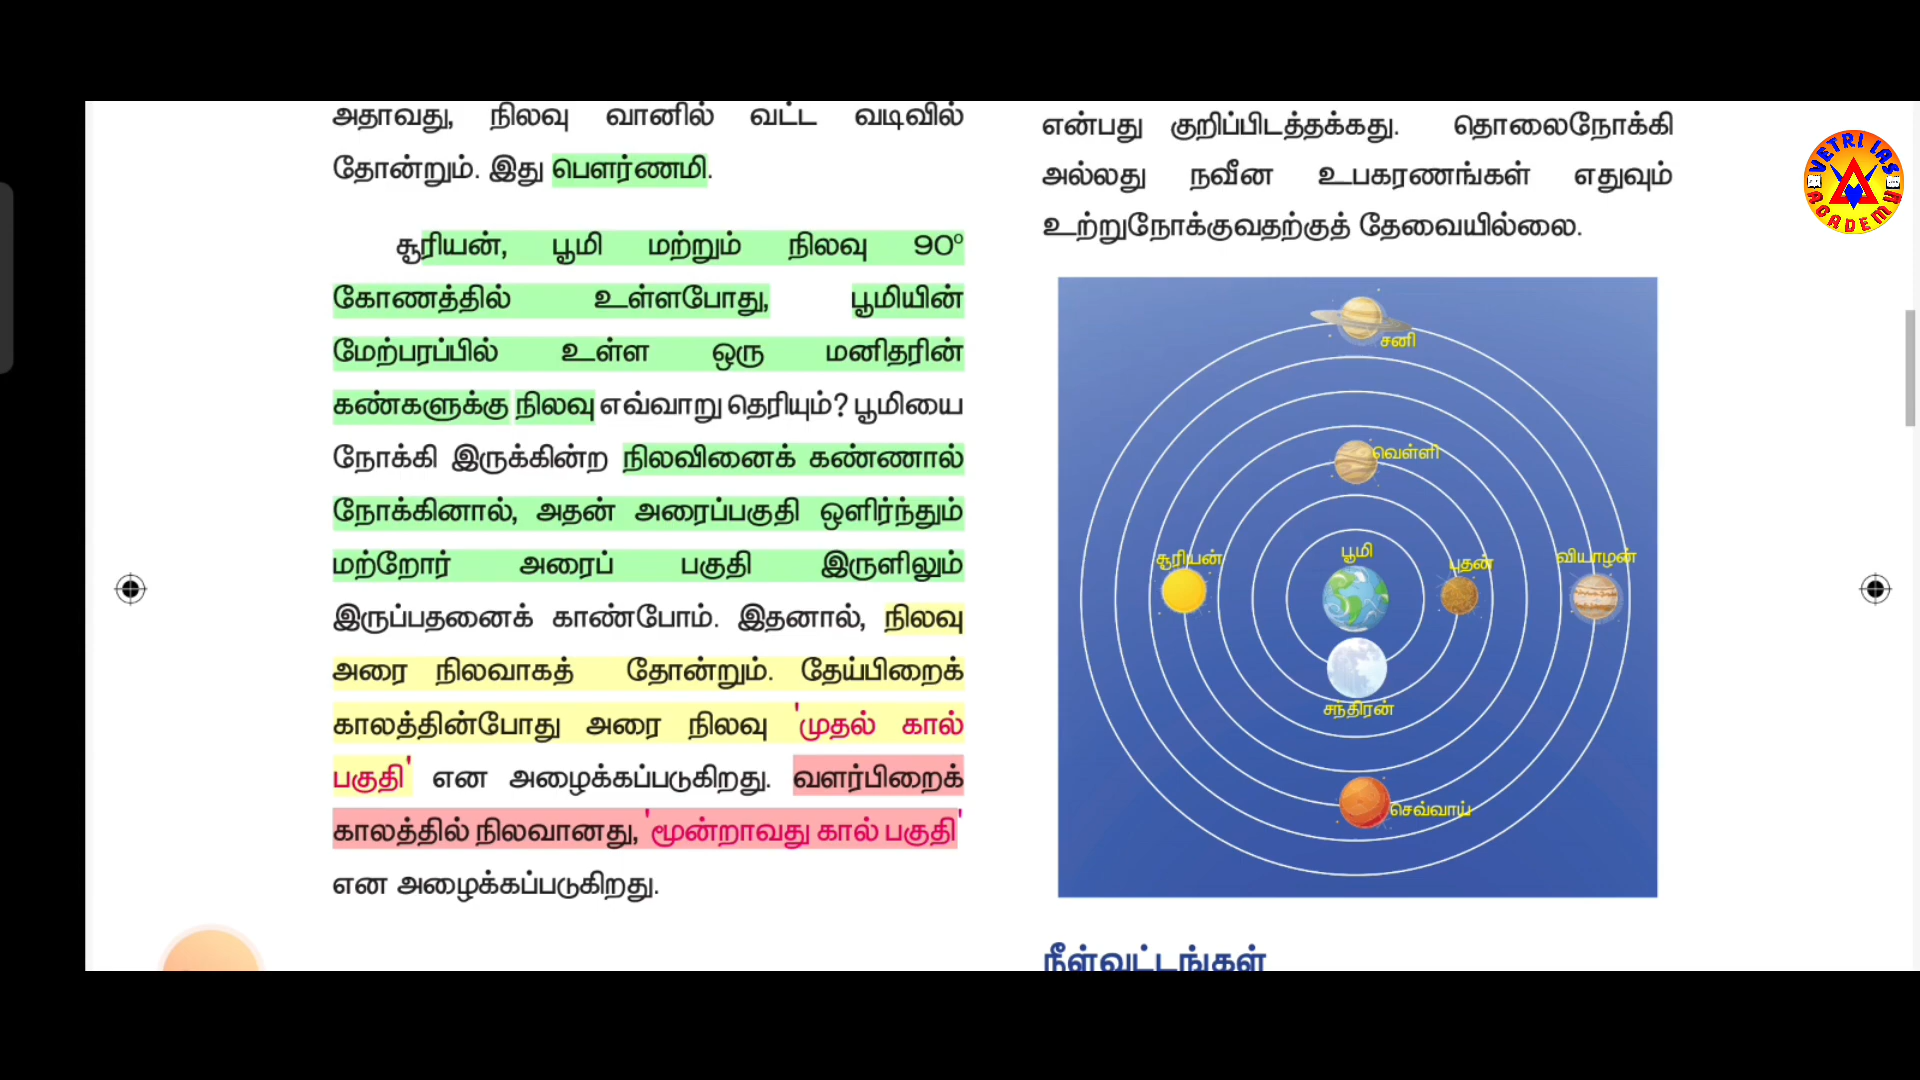 அதாவது, நிலவு வானில் வட்ட வடிவில்
தோன்றும். இது பௌர்ணமி.
சூரியன், பூமி மற்றும் நிலவு 90°
கோணத்தில் உள்ளபோது, பூமியின்
மேற்பரப்பில் உள்ள ஒரு மனிதரின்
கண்களுக்கு நிலவு எவ்வாறு தெரியும்? பூமியை
நோக்கி இருக்கின்ற நிலவினைக் கண்ணால்
நோக்கினால், அதன் அரைப்பகுதி ஒளிர்ந்தும்
மற்றோர் அரைப் பகுதி இருளிலும்
இருப்பதனைக் காண்போம். இதனால், நிலவு
அரை நிலவாகத் தோன்றும். தேய்பிறைக்
காலத்தின்போது அரை நிலவு 'முதல் கால்
பகுதி' என அழைக்கப்படுகிறது. வளர்பிறைக்
காலத்தில் நிலவானது, 'மூன்றாவது கால் பகுதி'
என அழைக்கப்படுகிறது.
என்பது குறிப்பிடத்தக்கது. தொலைநோக்கி
அல்லது நவீன உபகரணங்கள் எதுவும்
உற்றுநோக்குவதற்குத் தேவையில்லை.
சனி
வெள்ளி
சூரியன்
பூமி
புதன்
வியாழன்
சந்திரன்
செவ்வாய்
நீள்வட்டங்கள்
VETRI IAS
ACADEMY